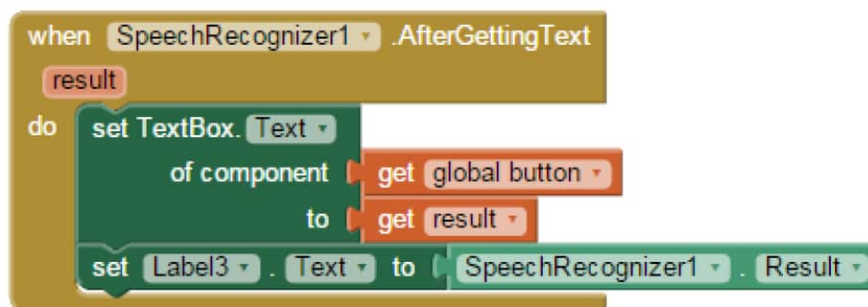 when SpeechRecognizer1 .AfterGettingText
result
do set TextBox. Text
of component get global button
to get result
set Label3 . Text to SpeechRecognizer1 . Result